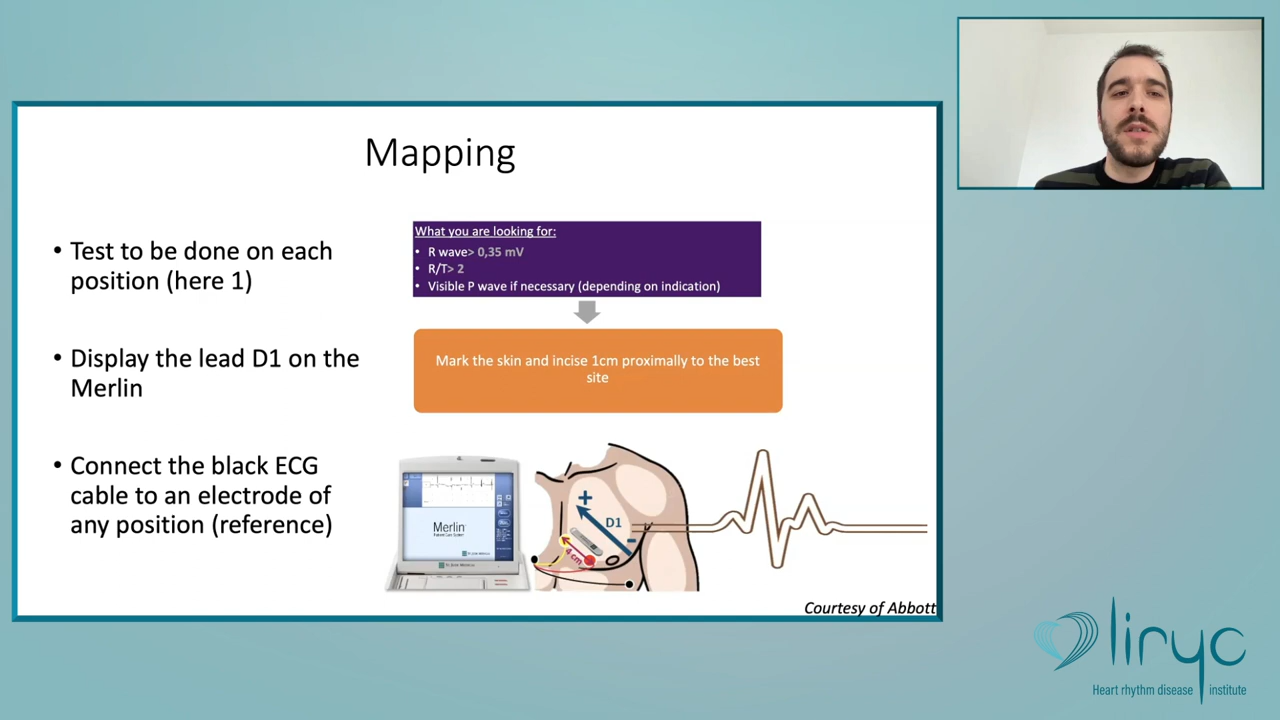 Mapping
• Test to be done on each
position (here 1)
• Display the lead D1 on the
Merlin
• Connect the black ECG
cable to an electrode of
any position (reference)
What you are looking for:
• R wave> 0,35 mV
• R/T> 2
• Visible P wave if necessary (depending on indication)
Mark the skin and incise 1cm proximally to the best
site
Merlin
+
D1
-
4 cm
Courtesy of Abbott
liryc
Heart rhythm disease institute